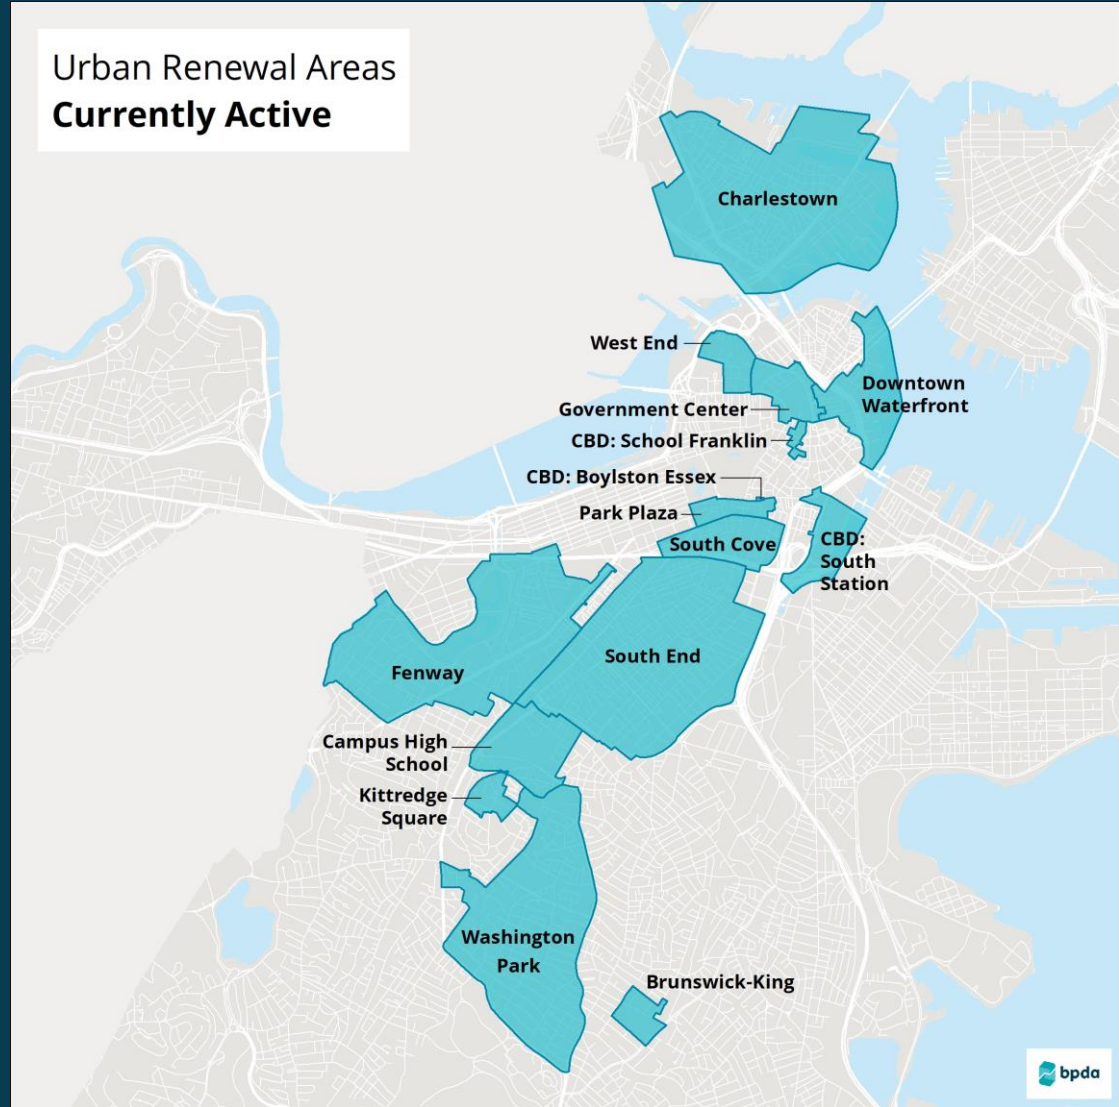 Urban Renewal Areas
Currently Active
Charlestown
West End
Downtown
Waterfront
Government Center
CBD: School Franklin
CBD: Boylston Essex
Park Plaza
South Cove
CBD:
South
Station
South End
Fenway
Campus High
School
Kittredge
Square
Washington
Park
Brunswick-King
bpda